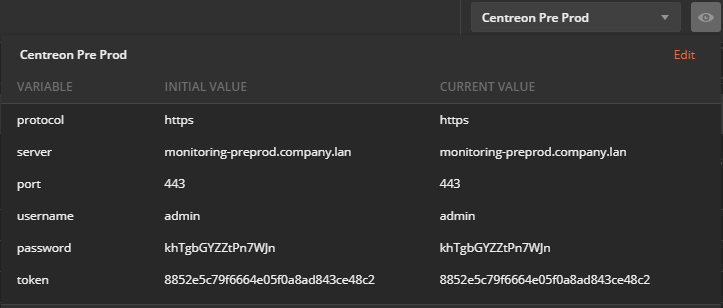 Centreon Pre Prod
Centreon Pre Prod Edit
VARIABLE INITIAL VALUE CURRENT VALUE
protocol https https
server monitoring-preprod.company.lan monitoring-preprod.company.lan
port 443 443
username admin admin
password khTgbGYZZtPn7WJn khTgbGYZZtPn7WJn
token 8852e5c79f6664e05f0a8ad843ce48c2 8852e5c79f6664e05f0a8ad843ce48c2